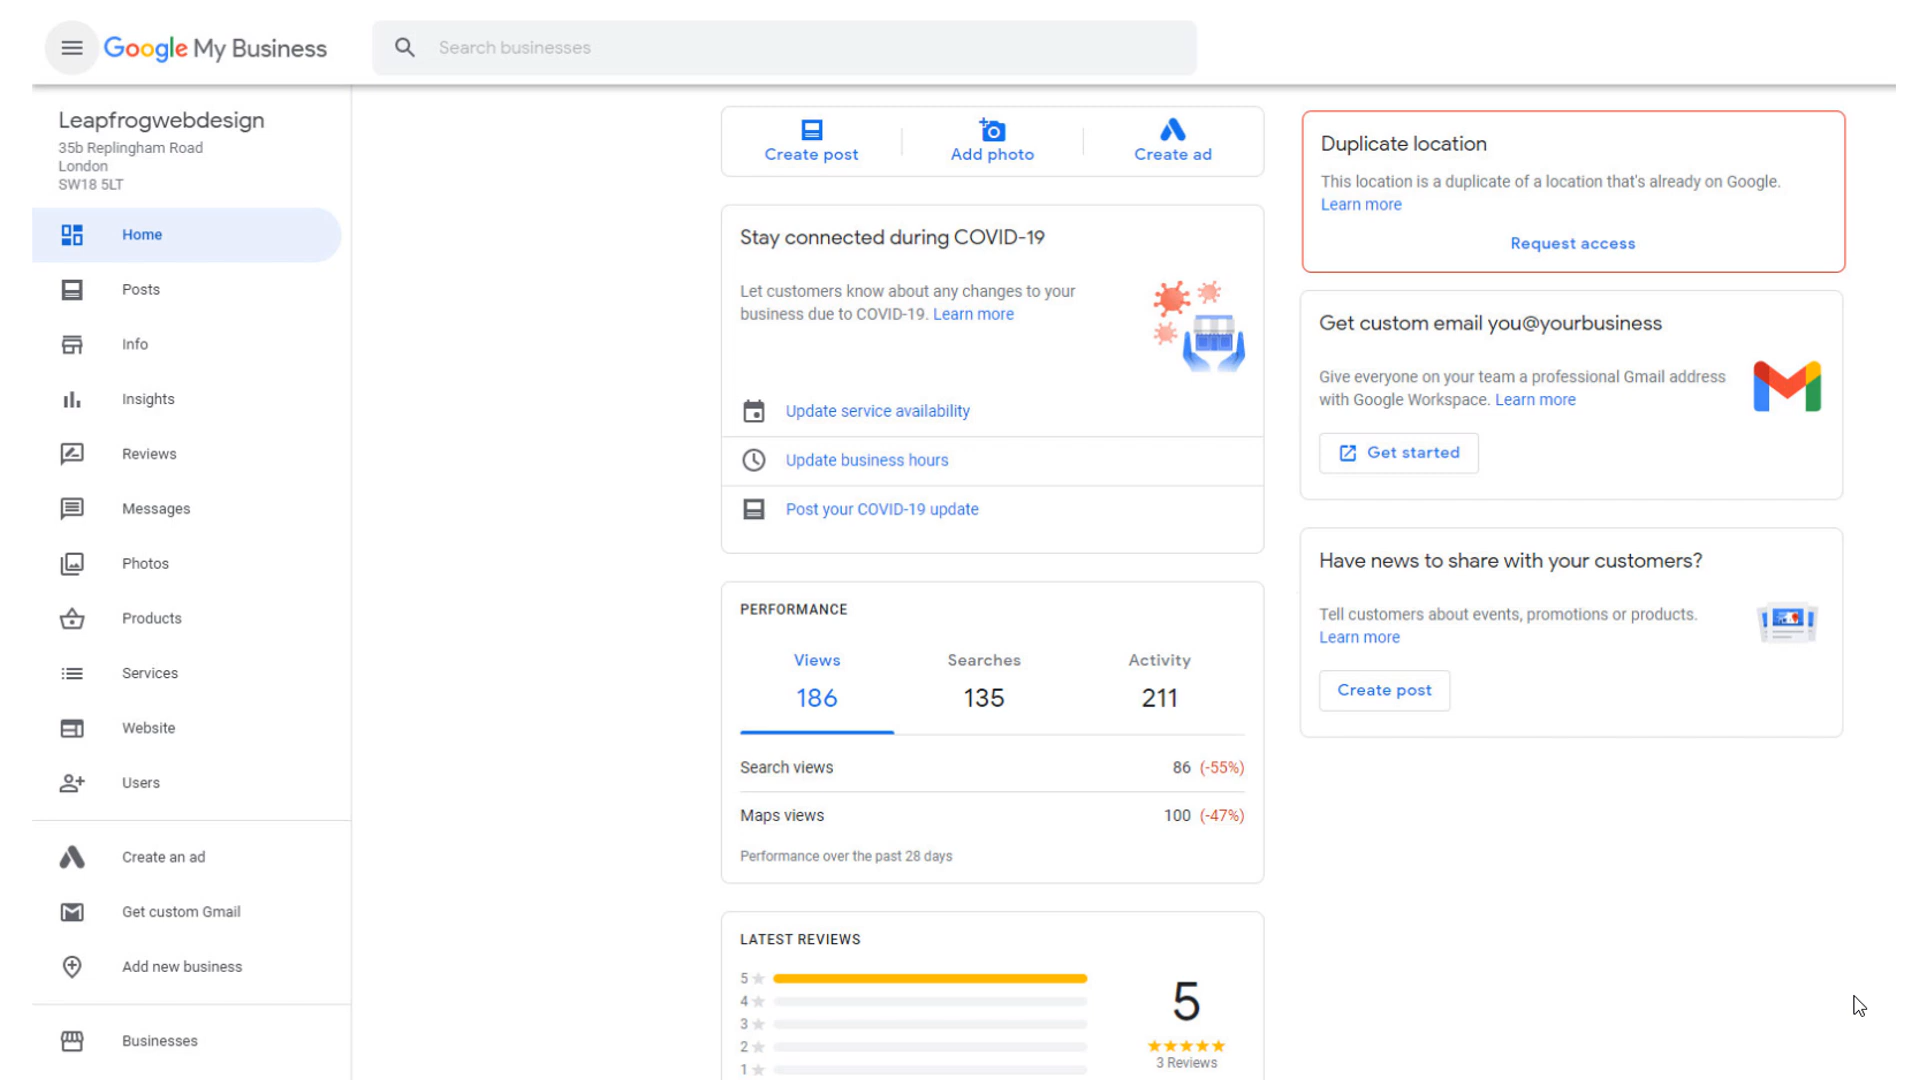 Google My Business
Search businesses
Leapfrogwebdesign
35b Replingham Road
London
SW18 5LT
Home
Posts
Info
Insights
Reviews
Messages
Photos
Products
Services
Website
Users
Create an ad
Get custom Gmail
Add new business
Businesses
Create post
Add photo
Create ad
Stay connected during COVID-19
Let customers know about any changes to your
business due to COVID-19. Learn more
Update service availability
Update business hours
Post your COVID-19 update
PERFORMANCE
Views Searches Activity
186 135 211
Search views 86 (-55%)
Maps views 100 (-47%)
Performance over the past 28 days
LATEST REVIEWS
5
4
3
2
1
5
3 Reviews
Duplicate location
This location is a duplicate of a location that's already on Google.
Learn more
Request access
Get custom email you@yourbusiness
Give everyone on your team a professional Gmail address
with Google Workspace. Learn more
Get started
Have news to share with your customers?
Tell customers about events, promotions or products.
Learn more
Create post